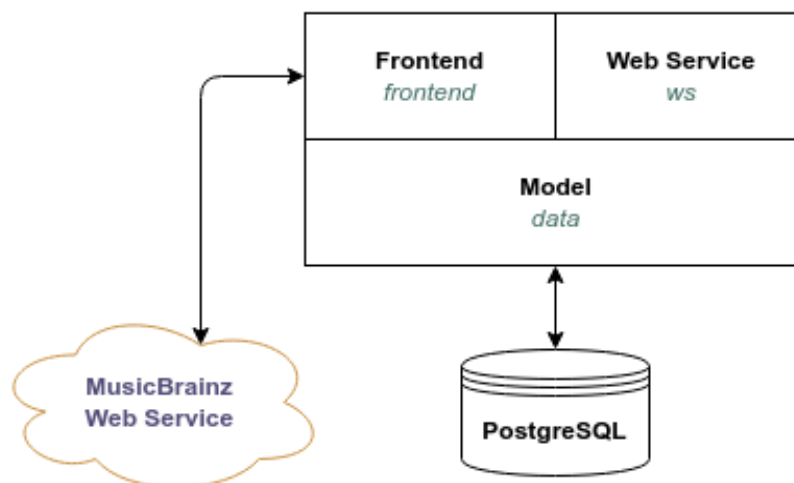 Frontend
frontend
Web Service
ws
Model
data
MusicBrainz
Web Service
PostgreSQL